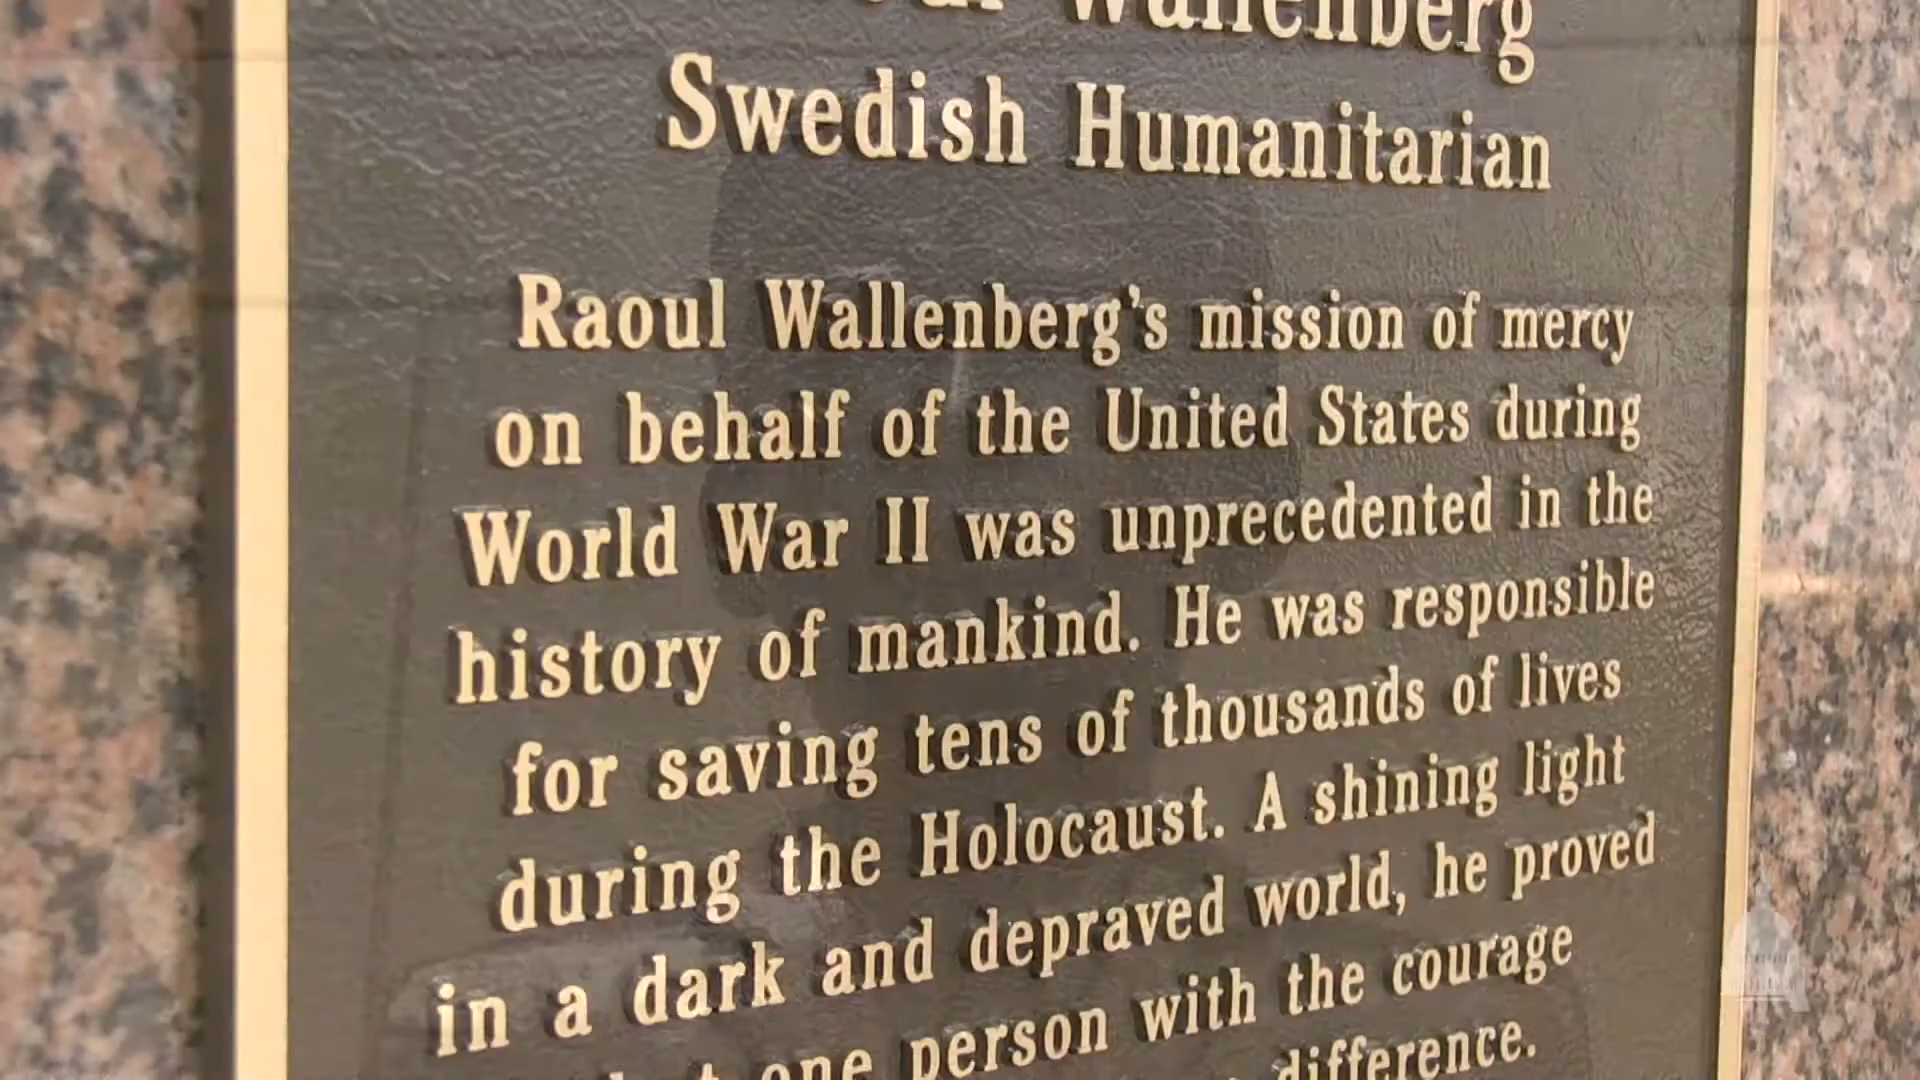 Wallenberg
Swedish Humanitarian
Raoul Wallenberg's mission of mercy
on behalf of the United States during
World War II was unprecedented in the
history of mankind. He was responsible
for saving tens of thousands of lives
during the Holocaust. A shining light
in a dark and depraved world, he proved
one person with the courage
difference.